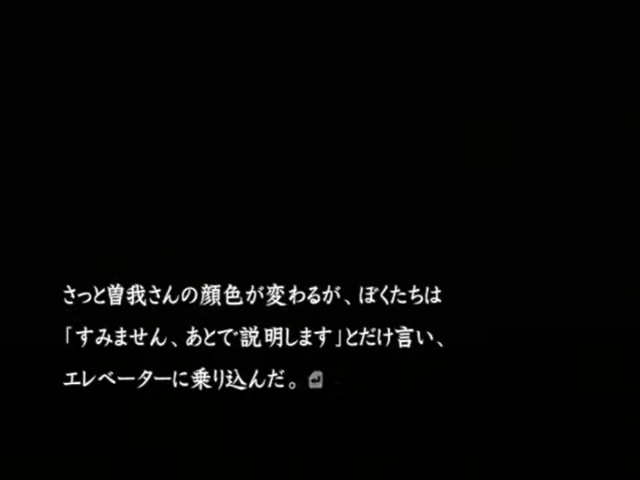 さっと曽我さんの顔色が変わるが、ぼくたちは
「すみません、あとで説明します」とだけ言い、
エレベーターに乗り込んだ。